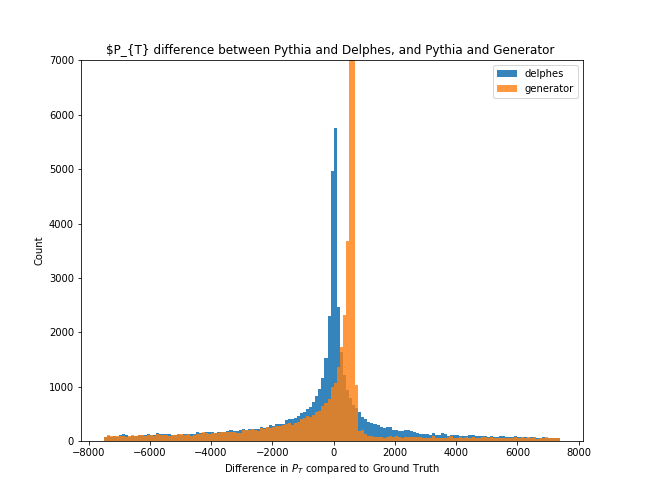 $P_{T} difference between Pythia and Delphes, and Pythia and Generator
delphes
generator
7000
6000
5000
4000
3000
2000
1000
0
Count
−8000 −6000 −4000 −2000 0 2000 4000 6000 8000
Difference in P_T compared to Ground Truth